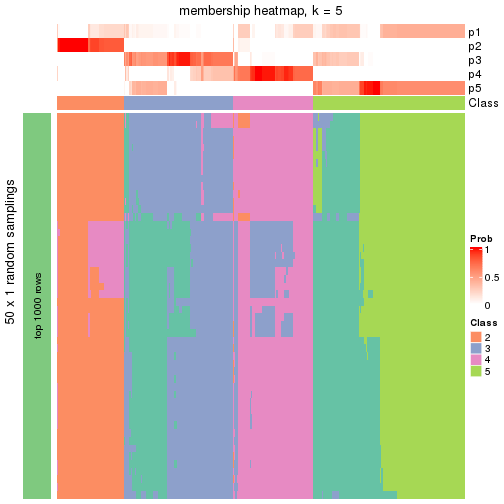 membership heatmap, k = 5
p1
p2
p3
p4
p5
Class
50 x 1 random samplings
top 1000 rows
Prob
1
0.5
0
Class
2
3
4
5